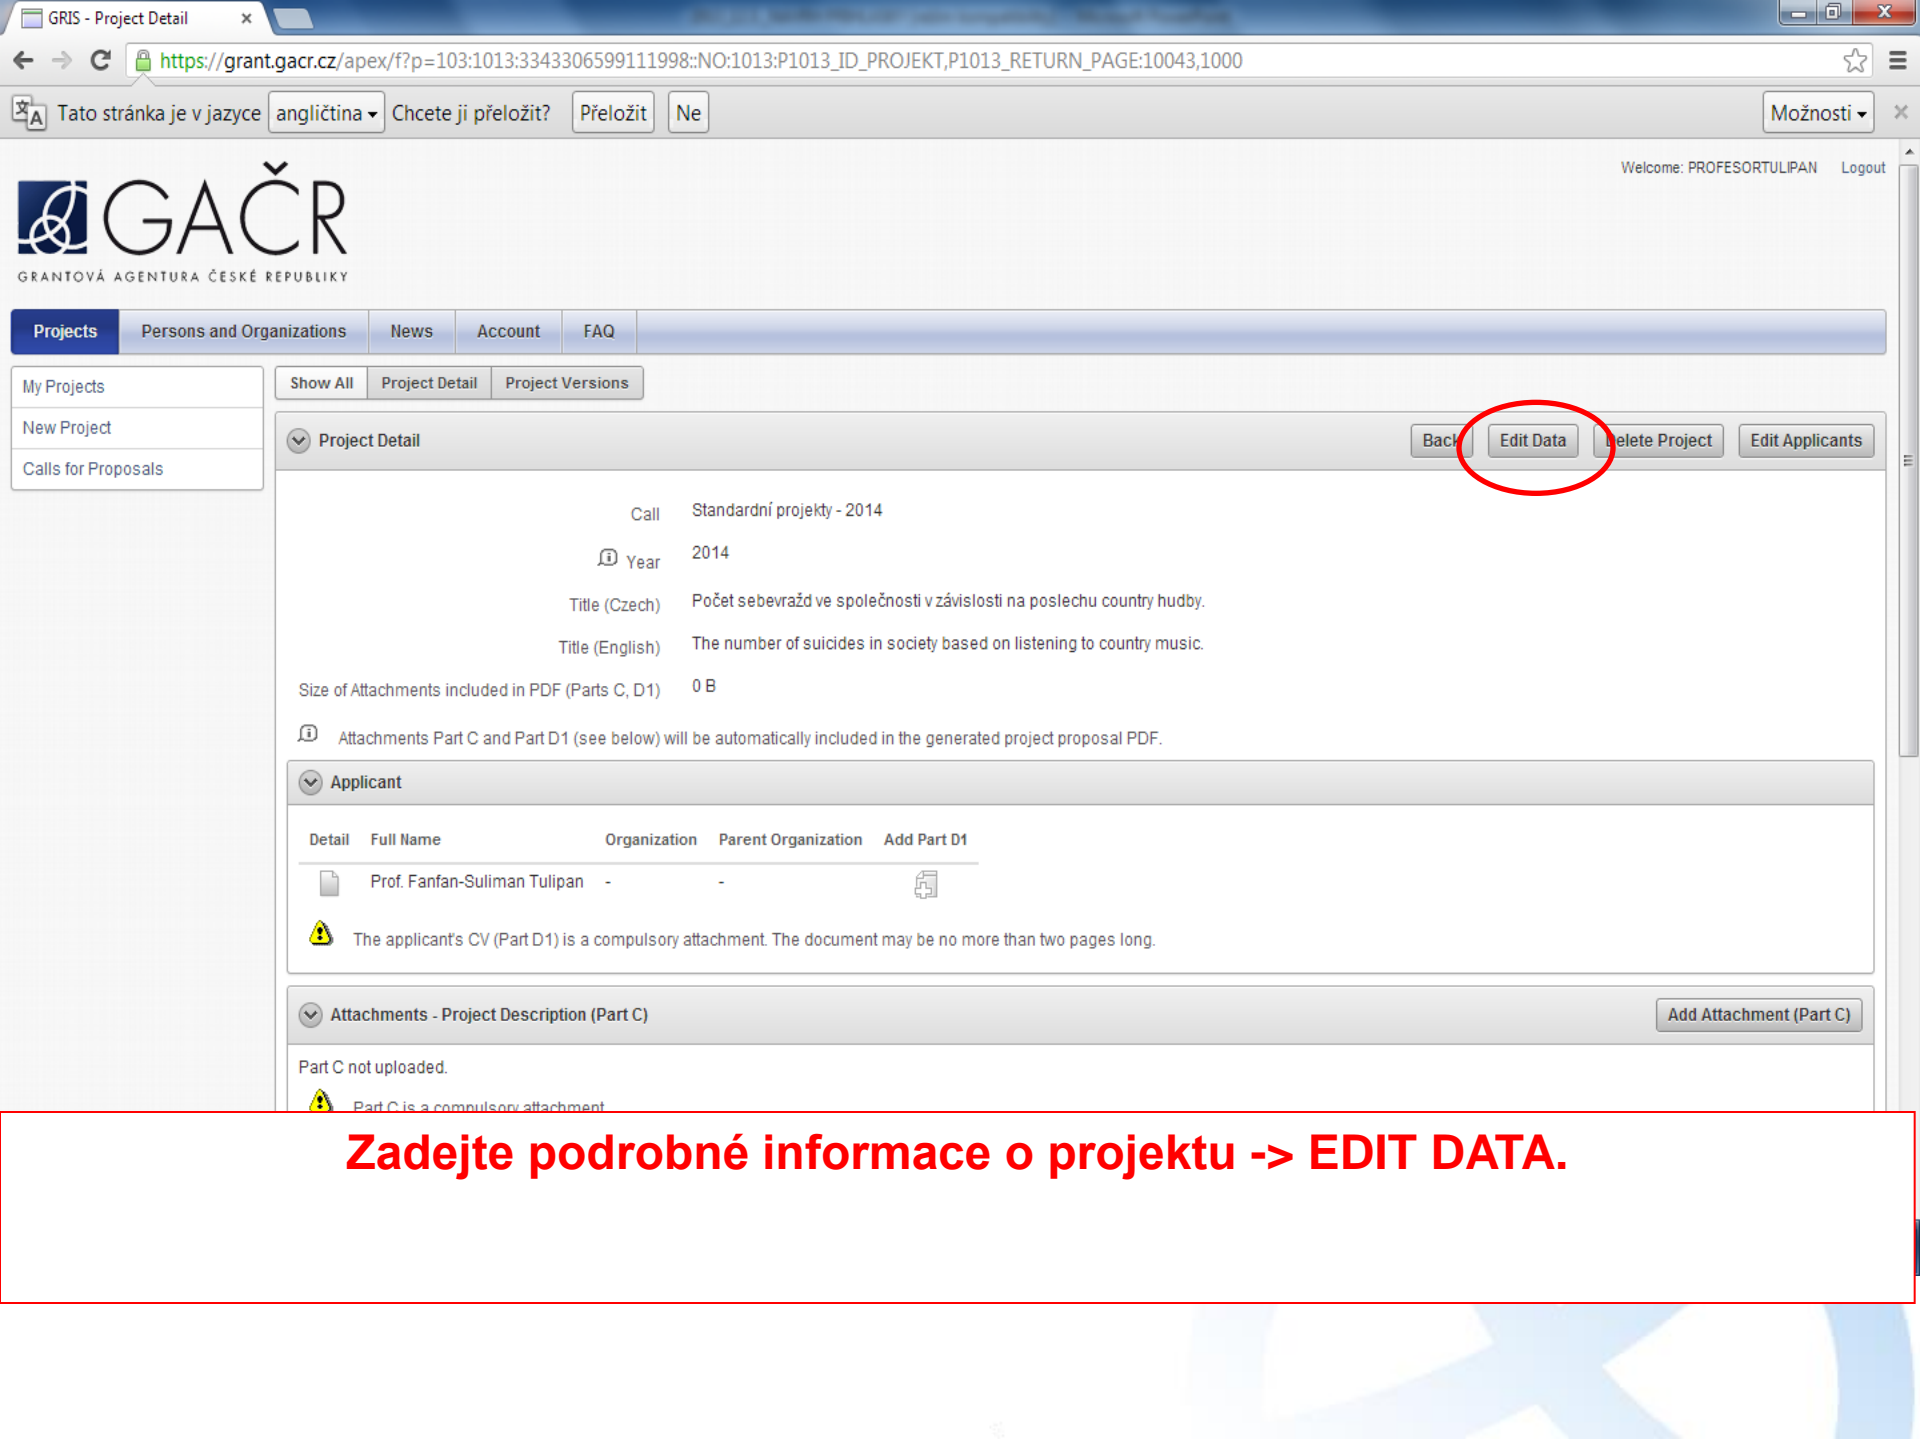 GRIS - Project Detail
https://grant.gacr.cz/apex/f?p=103:1013:3343306599111998::NO:1013:P1013_ID_PROJEKT,P1013_RETURN_PAGE:10043,1000
Tato stránka je v jazyce angličtina Chcete ji přeložit? Přeložit Ne Možnosti
Welcome: PROFESORTULIPAN Logout
GAČR
GRANTOVÁ AGENTURA ČESKÉ REPUBLIKY
Projects Persons and Organizations News Account FAQ
My Projects
New Project
Calls for Proposals
Show All Project Detail Project Versions
Project Detail Back Edit Data Delete Project Edit Applicants
Call Standardní projekty - 2014
Year 2014
Title (Czech) Počet sebevražd ve společnosti v závislosti na poslechu country hudby.
Title (English) The number of suicides in society based on listening to country music.
Size of Attachments included in PDF (Parts C, D1) 0 B
Attachments Part C and Part D1 (see below) will be automatically included in the generated project proposal PDF.
Applicant
Detail Full Name Organization Parent Organization Add Part D1
Prof. Fanfan-Suliman Tulipan - -
The applicant's CV (Part D1) is a compulsory attachment. The document may be no more than two pages long.
Attachments - Project Description (Part C) Add Attachment (Part C)
Part C not uploaded.
Part C is a compulsory attachment
Zadejte podrobné informace o projektu -> EDIT DATA.